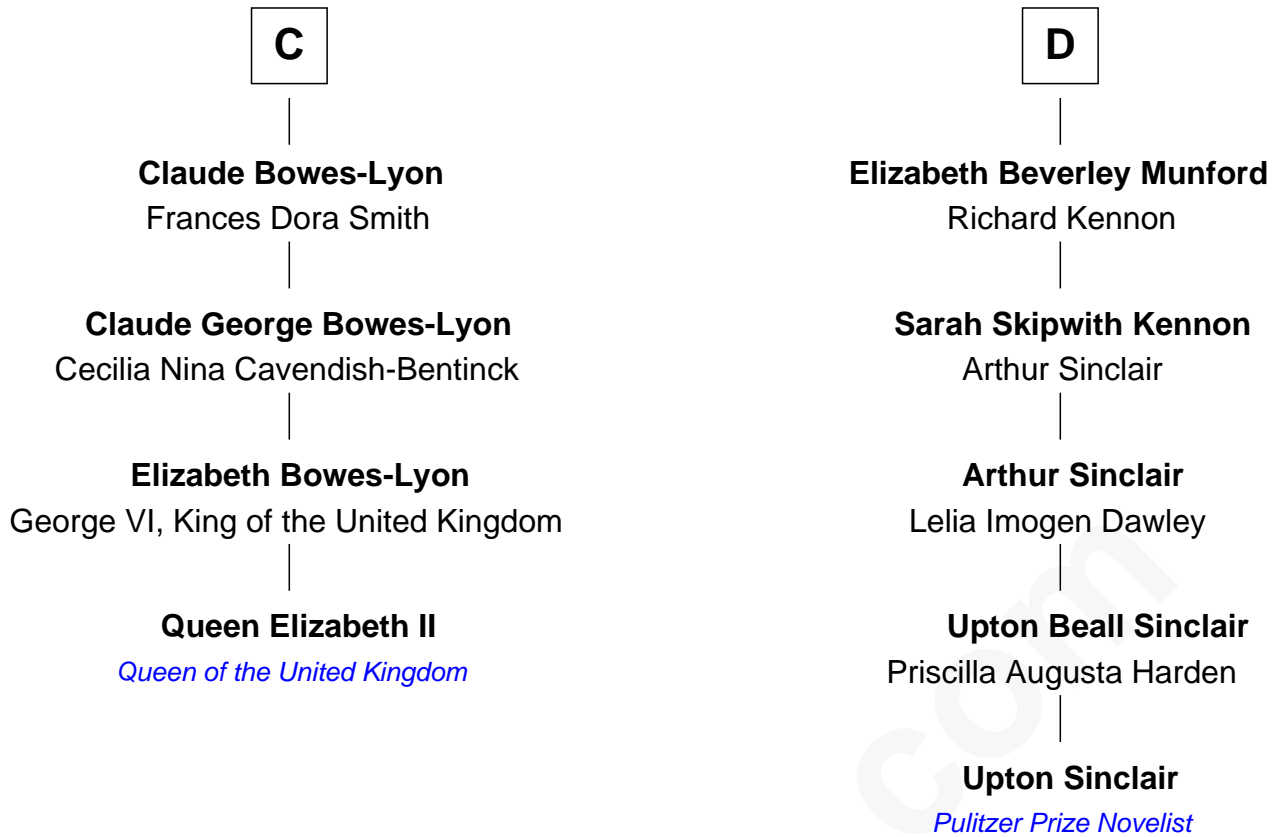 C
Claude Bowes-Lyon
Frances Dora Smith
Claude George Bowes-Lyon
Cecilia Nina Cavendish-Bentinck
Elizabeth Bowes-Lyon
George VI, King of the United Kingdom
Queen Elizabeth II
Queen of the United Kingdom
D
Elizabeth Beverley Munford
Richard Kennon
Sarah Skipwith Kennon
Arthur Sinclair
Arthur Sinclair
Lelia Imogen Dawley
Upton Beall Sinclair
Priscilla Augusta Harden
Upton Sinclair
Pulitzer Prize Novelist
com